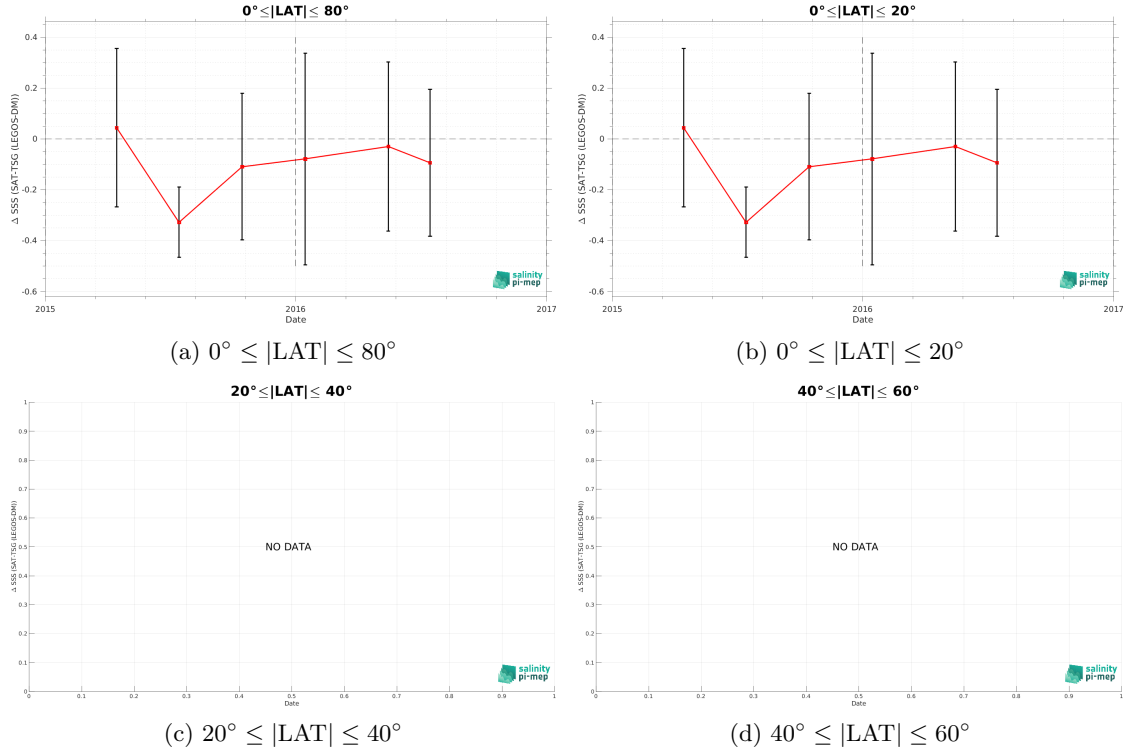 0°≤|LAT|≤ 80°
Δ SSS (SAT-TSG (LEGOS-DM))
0.4
0.2
0
-0.2
-0.4
-0.6
2015
2016
2017
Date
salinity
pi-mep
(a) 0° ≤ |LAT| ≤ 80°
0°≤|LAT|≤ 20°
Δ SSS (SAT-TSG (LEGOS-DM))
0.4
0.2
0
-0.2
-0.4
-0.6
2015
2016
2017
Date
salinity
pi-mep
(b) 0° ≤ |LAT| ≤ 20°
20°≤|LAT|≤ 40°
Δ SSS (SAT-TSG (LEGOS-DM))
1
0.9
0.8
0.7
0.6
0.5
0.4
0.3
0.2
0.1
0
NO DATA
0 0.1 0.2 0.3 0.4 0.5 0.6 0.7 0.8 0.9 1
Date
salinity
pi-mep
(c) 20° ≤ |LAT| ≤ 40°
40°≤|LAT|≤ 60°
Δ SSS (SAT-TSG (LEGOS-DM))
1
0.9
0.8
0.7
0.6
0.5
0.4
0.3
0.2
0.1
0
NO DATA
0 0.1 0.2 0.3 0.4 0.5 0.6 0.7 0.8 0.9 1
Date
salinity
pi-mep
(d) 40° ≤ |LAT| ≤ 60°